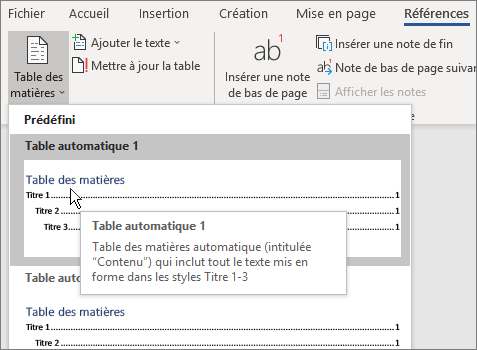 Fichier Accueil Insertion Création Mise en page Références
Table des matières
Ajouter le texte
Mettre à jour la table
ab¹
Insérer une note de bas de page
Insérer une note de fin
ab Note de bas de page suivan
Afficher les notes
Prédéfini
Table automatique 1
Table des matières
Titre 1 1
Titre 2 1
Titre 3 1
Table automatique 1
Table des matières automatique (intitulée
“Contenu”) qui inclut tout le texte mis en
forme dans les styles Titre 1-3
Table auto
Table des matières
Titre 1 1
Titre 2 1